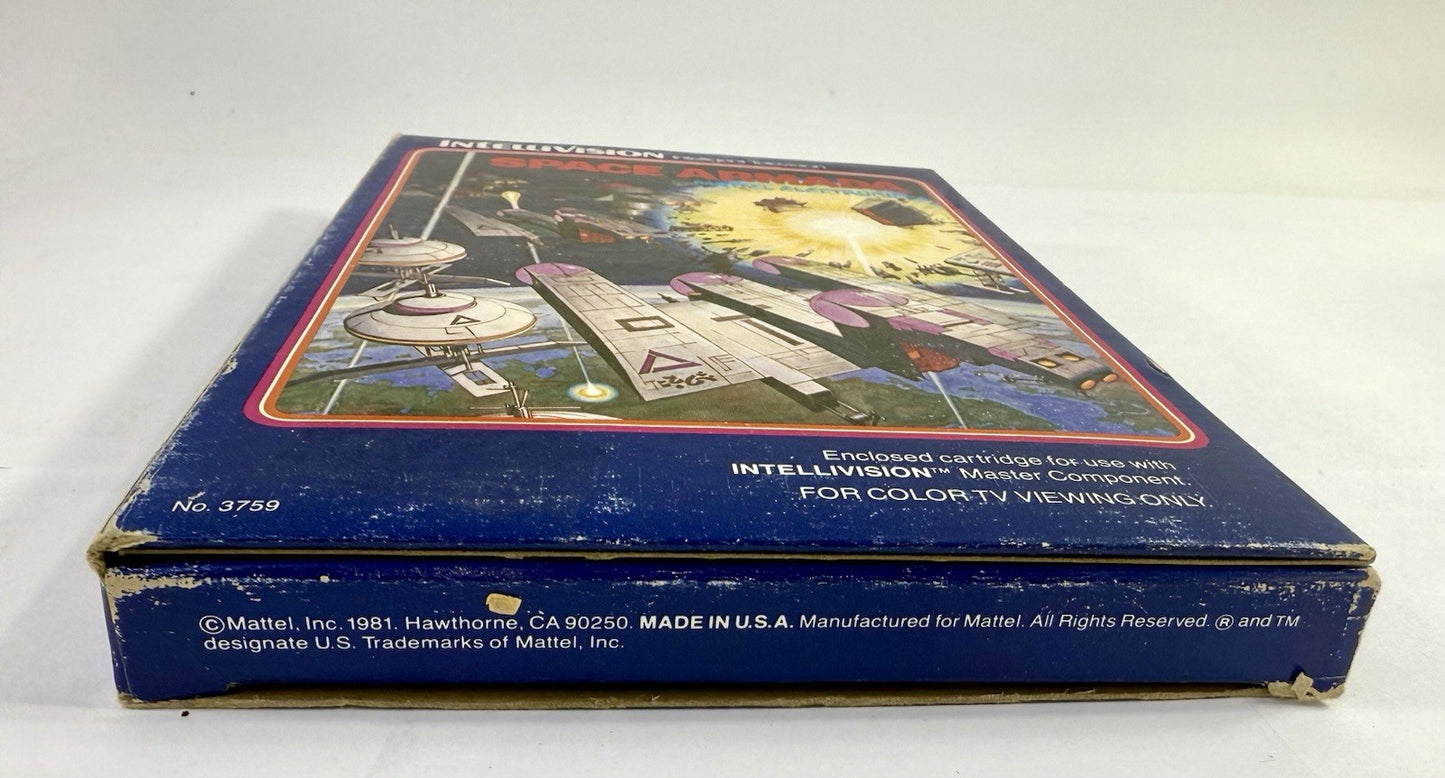 INTELLIVISION
SPACE ARMADA
MATTEL ELECTRONICS
No. 3759
Enclosed cartridge for use with
INTELLIVISION™ Master Component.
FOR COLOR TV VIEWING ONLY.
©Mattel, Inc. 1981. Hawthorne, CA 90250. MADE IN U.S.A. Manufactured for Mattel. All Rights Reserved. ® and TM
designate U.S. Trademarks of Mattel, Inc.